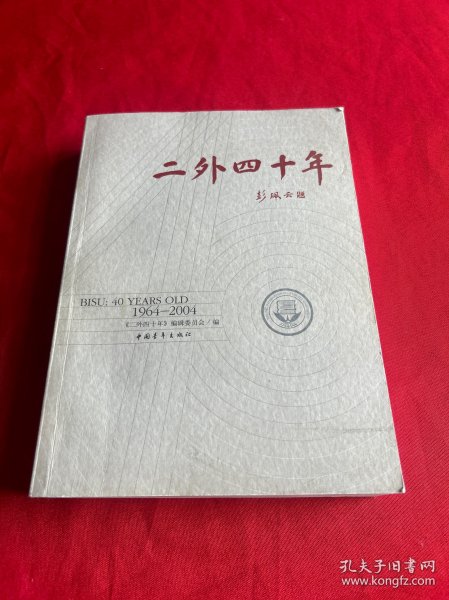 二外四十年
彭珮云题
BISU: 40 YEARS OLD
1964—2004
《二外四十年》编辑委员会／编
中国青年出版社
孔夫子旧书网
www.kongfz.com